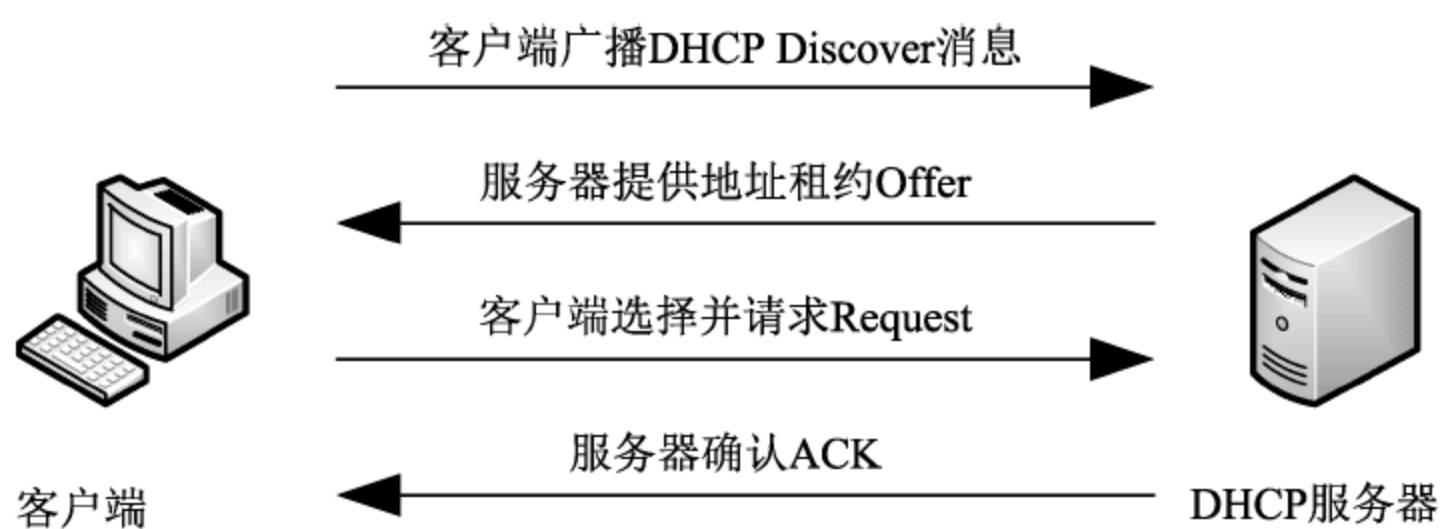 客户端广播DHCP Discover消息
服务器提供地址租约Offer
客户端选择并请求Request
服务器确认ACK
客户端
DHCP服务器